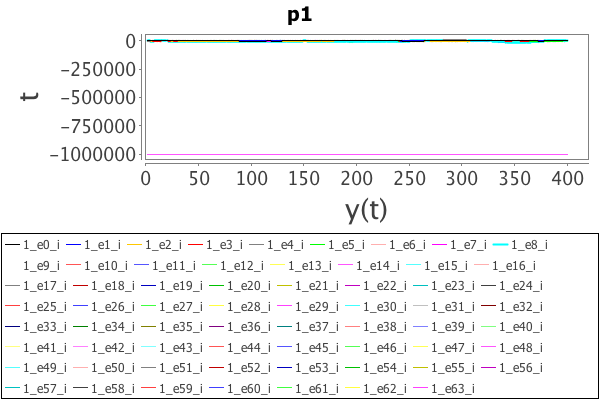 p1
0
−250000
−500000
−750000
−1000000
t
0 50 100 150 200 250 300 350 400
y(t)
1_e0_i 1_e1_i 1_e2_i 1_e3_i 1_e4_i 1_e5_i 1_e6_i 1_e7_i 1_e8_i
1_e9_i 1_e10_i 1_e11_i 1_e12_i 1_e13_i 1_e14_i 1_e15_i 1_e16_i
1_e17_i 1_e18_i 1_e19_i 1_e20_i 1_e21_i 1_e22_i 1_e23_i 1_e24_i
1_e25_i 1_e26_i 1_e27_i 1_e28_i 1_e29_i 1_e30_i 1_e31_i 1_e32_i
1_e33_i 1_e34_i 1_e35_i 1_e36_i 1_e37_i 1_e38_i 1_e39_i 1_e40_i
1_e41_i 1_e42_i 1_e43_i 1_e44_i 1_e45_i 1_e46_i 1_e47_i 1_e48_i
1_e49_i 1_e50_i 1_e51_i 1_e52_i 1_e53_i 1_e54_i 1_e55_i 1_e56_i
1_e57_i 1_e58_i 1_e59_i 1_e60_i 1_e61_i 1_e62_i 1_e63_i